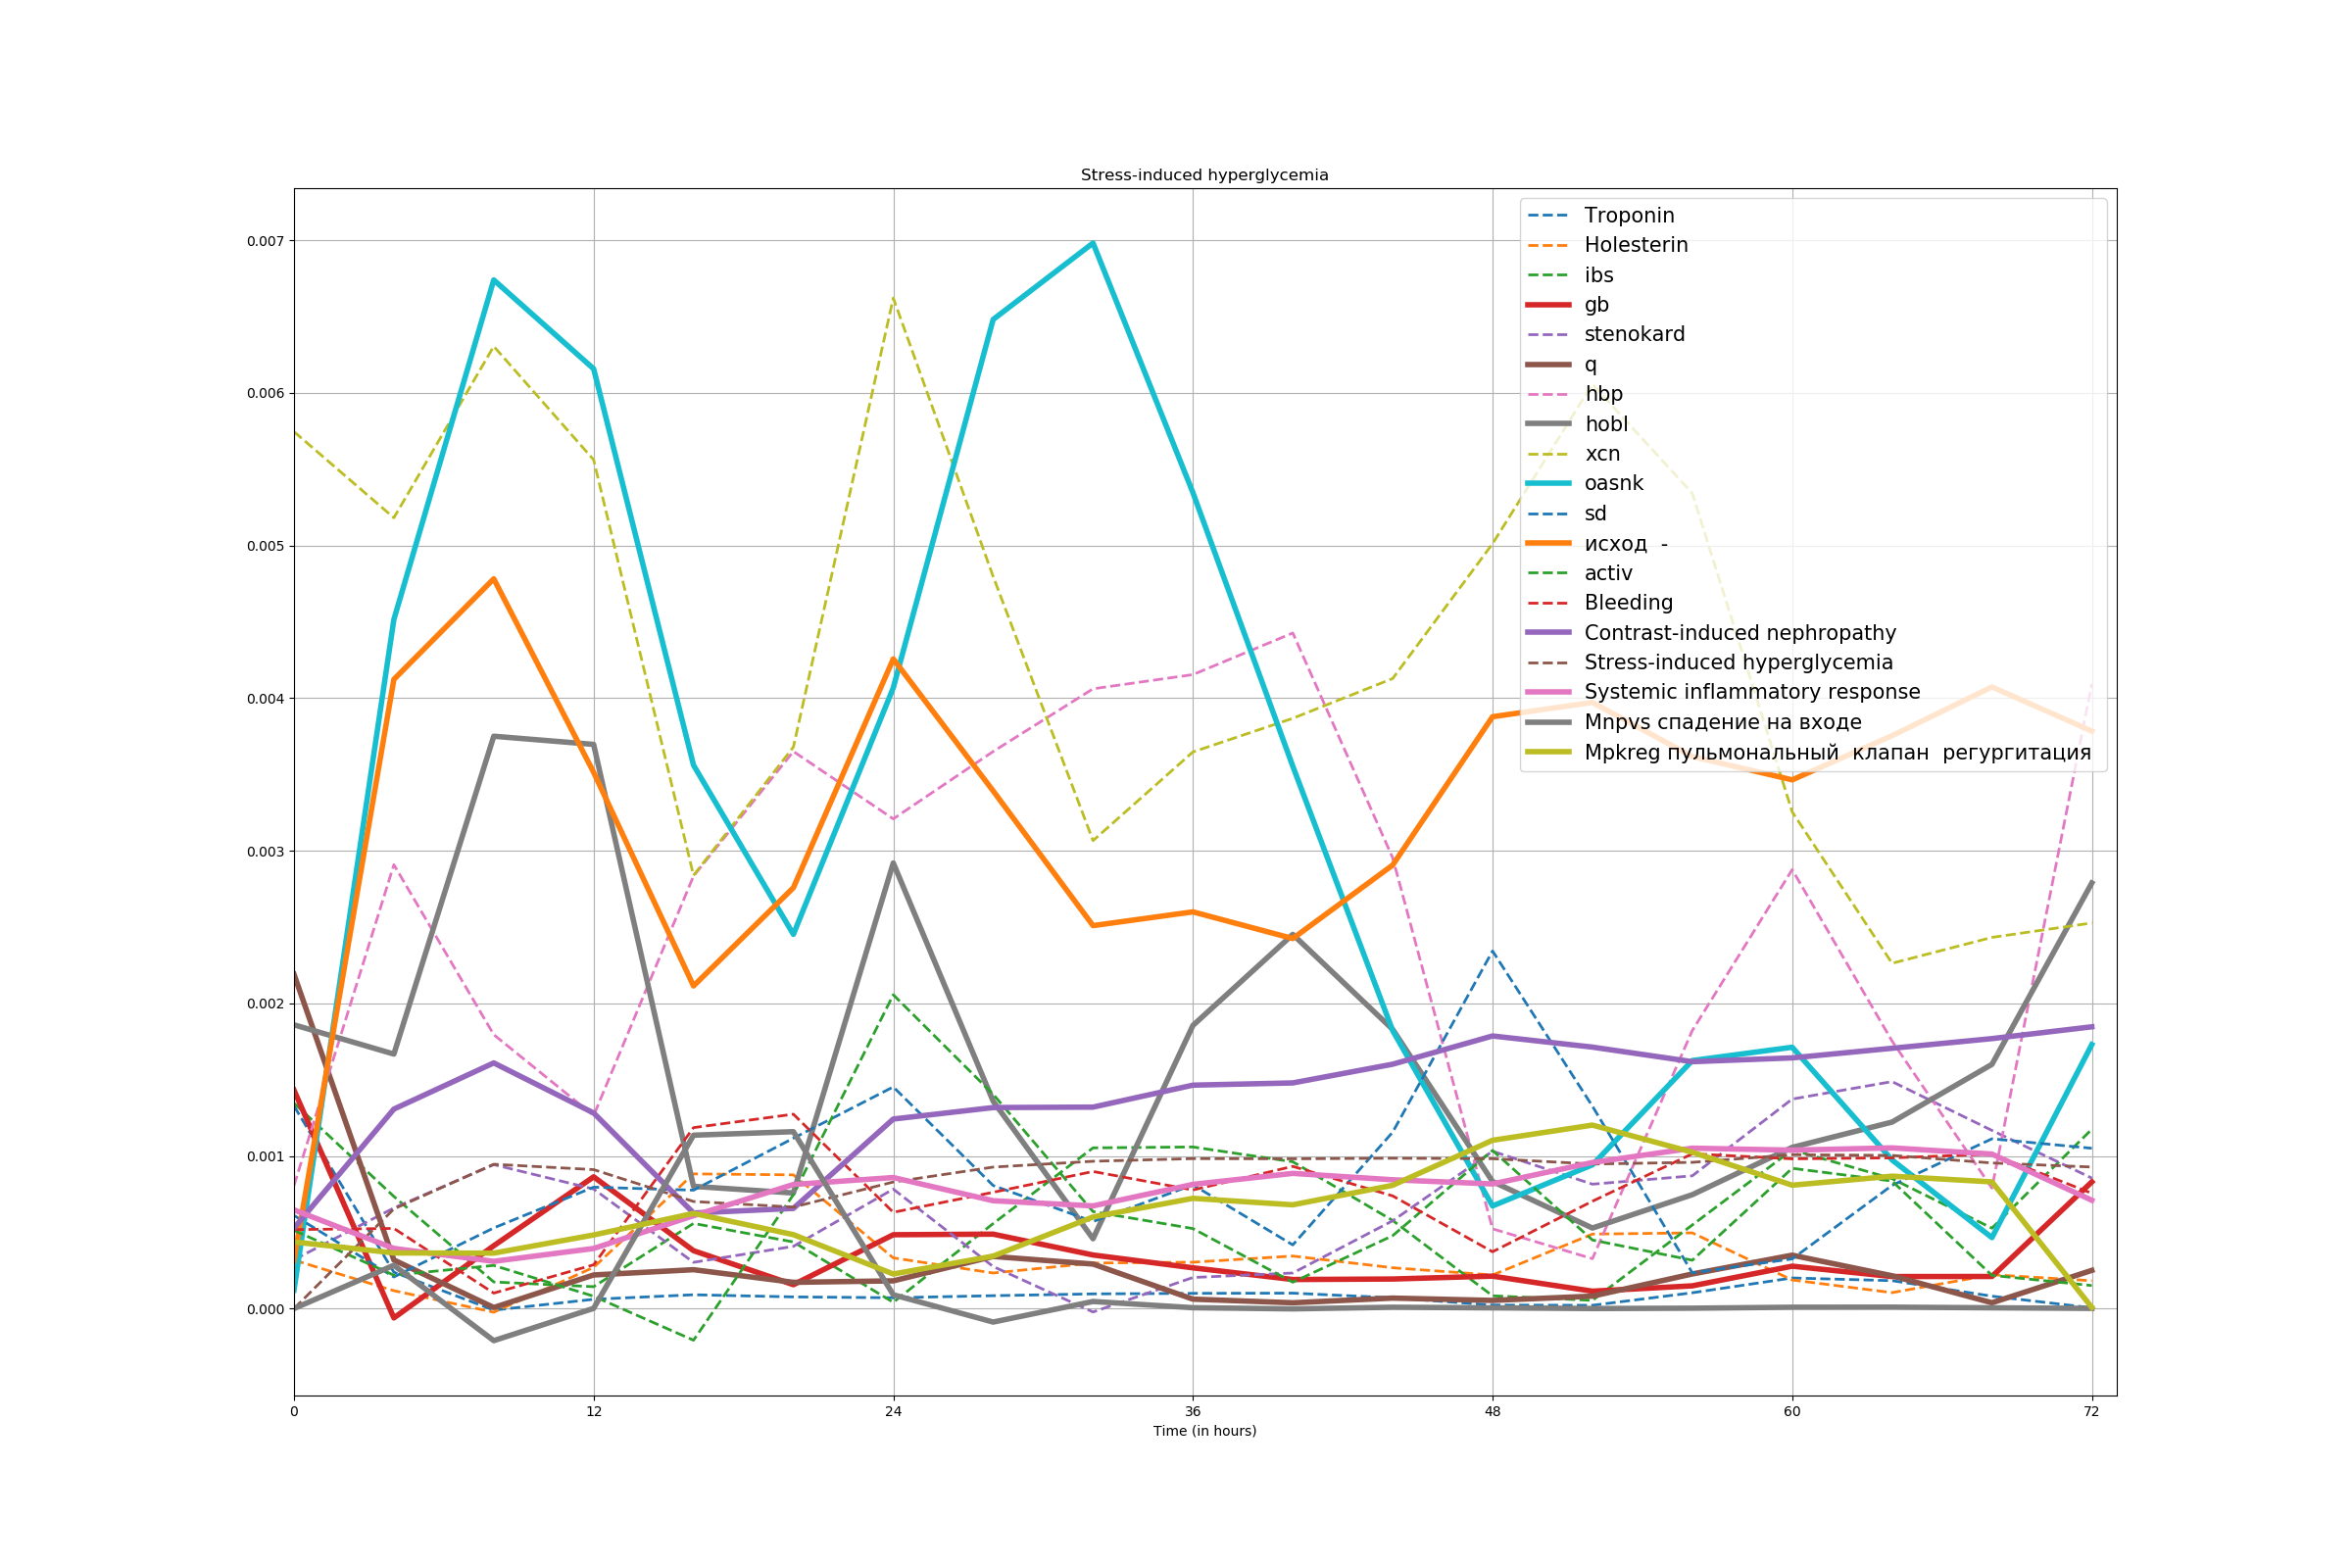 Stress-induced hyperglycemia
0.007
0.006
0.005
0.004
0.003
0.002
0.001
0.000
Troponin
Holesterin
ibs
gb
stenokard
q
hbp
hobl
xcn
oasnk
sd
исход  -
activ
Bleeding
Contrast-induced nephropathy
Stress-induced hyperglycemia
Systemic inflammatory response
Mnpvs спадение на входе
Mpkreg пульмональный  клапан  регургитация
0 12 24 36 48 60 72
Time (in hours)